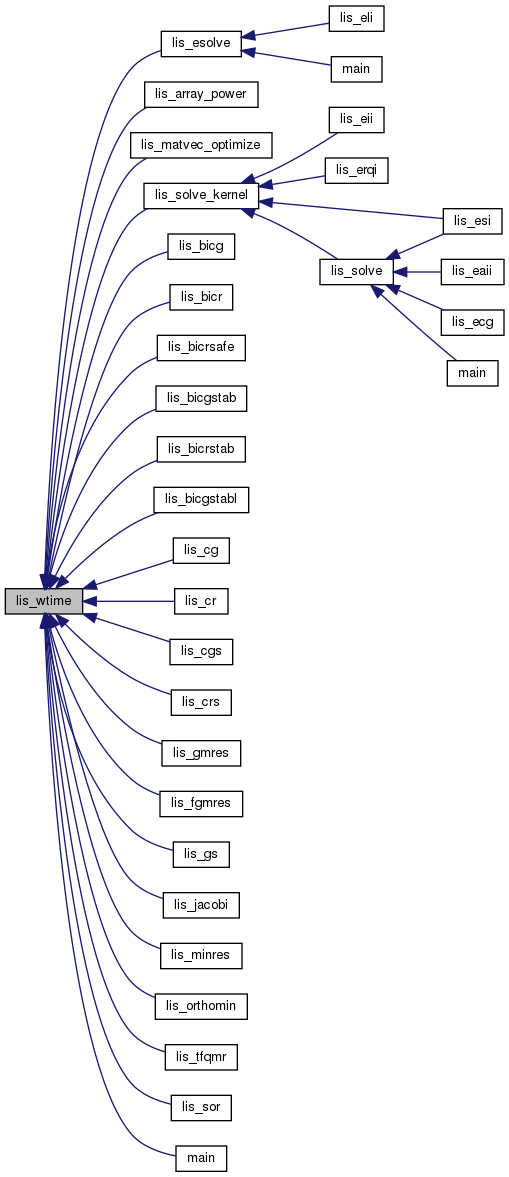 lis_eli
lis_esolve
main
lis_array_power
lis_eii
lis_matvec_optimize
lis_erqi
lis_solve_kernel
lis_esi
lis_bicg
lis_solve
lis_eaii
lis_bicr
lis_ecg
lis_bicrsafe
main
lis_bicgstab
lis_bicrstab
lis_bicgstabl
lis_cg
lis_wtime
lis_cr
lis_cgs
lis_crs
lis_gmres
lis_fgmres
lis_gs
lis_jacobi
lis_minres
lis_orthomin
lis_tfqmr
lis_sor
main